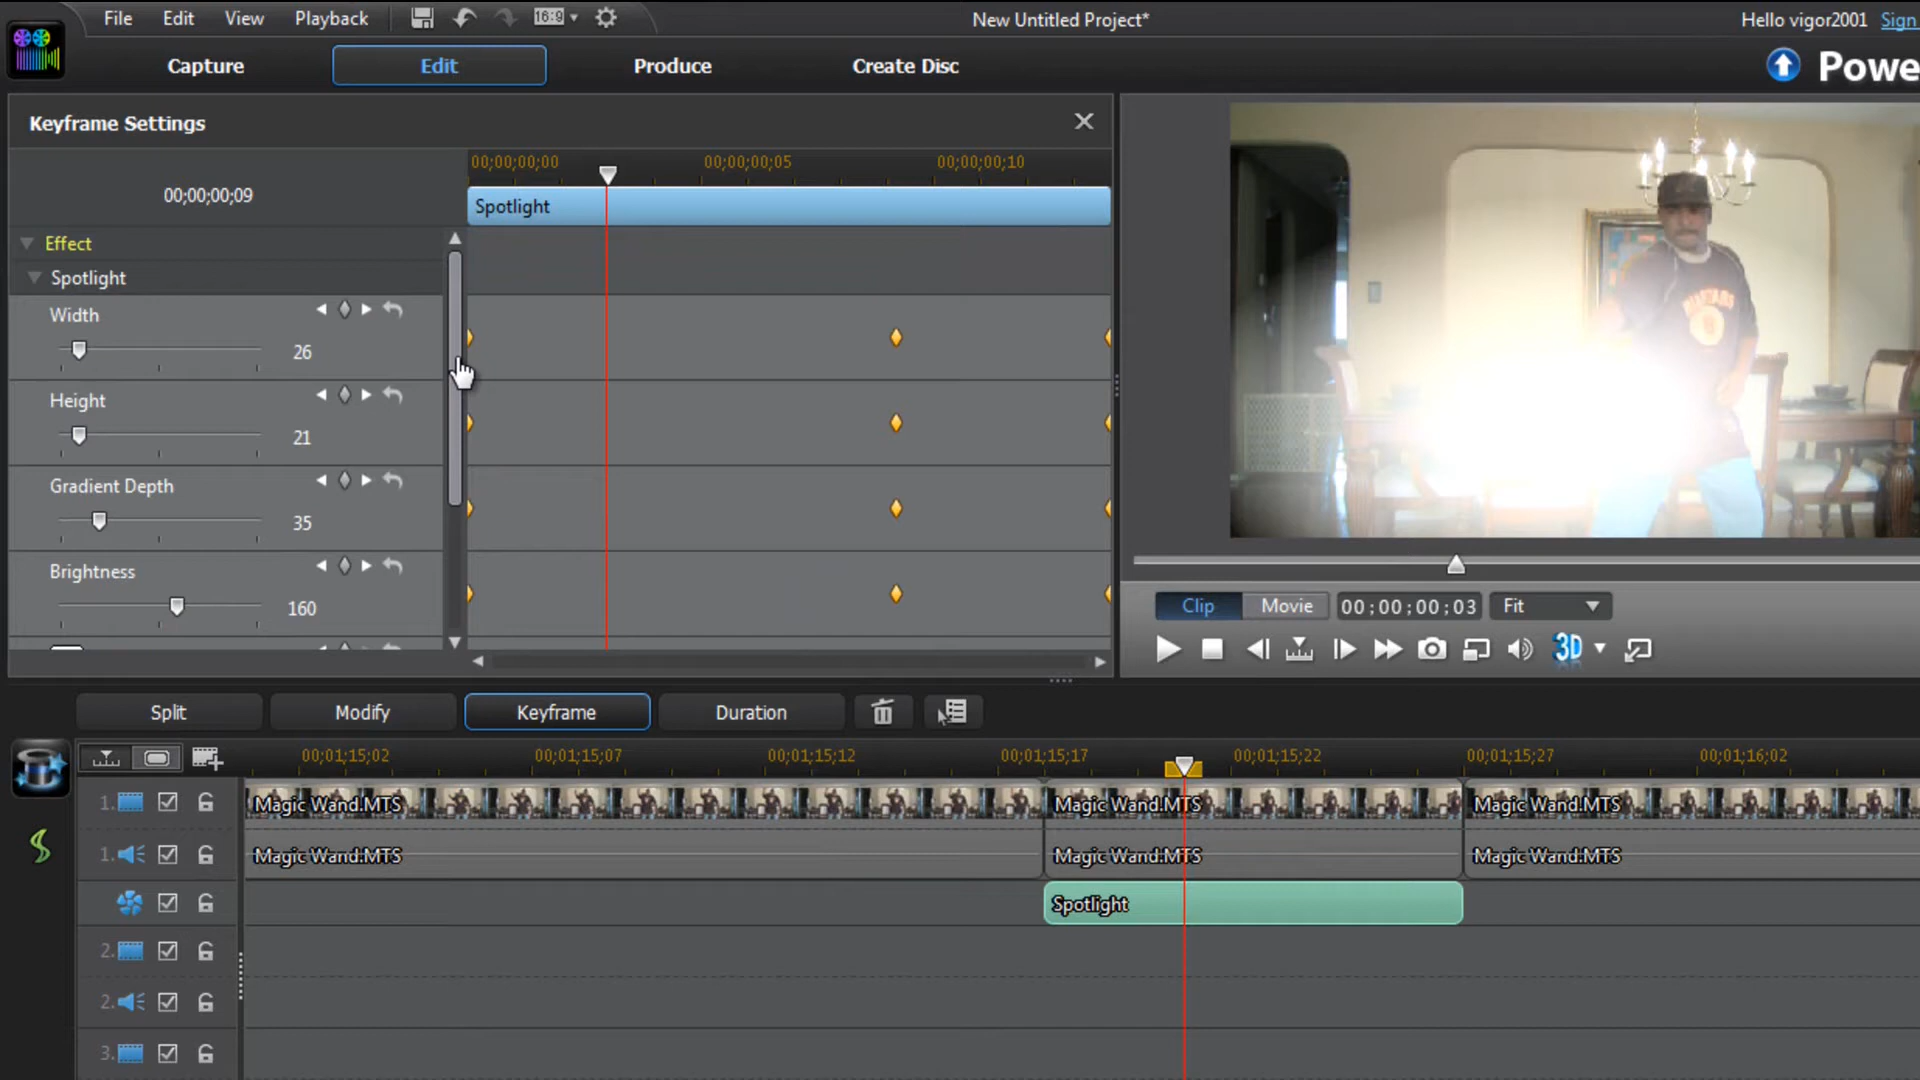 File Edit View Playback 16:9 New Untitled Project* Hello vigor2001 Sign
Capture Edit Produce Create Disc Powe
Keyframe Settings
00;00;00;00 00;00;00;05 00;00;00;10
00;00;00;09
Spotlight
Effect
Spotlight
Width
26
Height
21
Gradient Depth
35
Brightness
160
Clip Movie 00;00;00;03 Fit
3D
Split Modify Keyframe Duration
00;01;15;02 00;01;15;07 00;01;15;12 00;01;15;17 00;01;15;22 00;01;15;27 00;01;16;02
1. Magic Wand.MTS Magic Wand.MTS Magic Wand.MTS
1. Magic Wand.MTS Magic Wand.MTS Magic Wand.MTS
Spotlight
2.
2.
3.